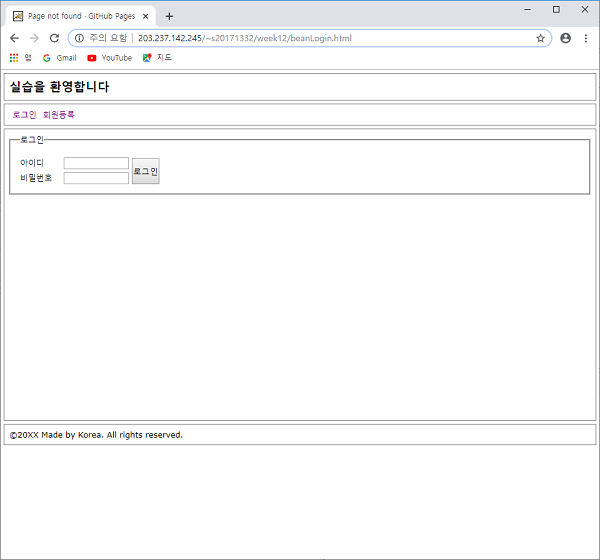 Page not found · GitHub Pages
주의 요함 203.237.142.245/~s20171332/week12/beanLogin.html
앱 Gmail YouTube 지도
실습을 환영합니다
로그인 회원등록
로그인
아이디
비밀번호
로그인
©20XX Made by Korea. All rights reserved.